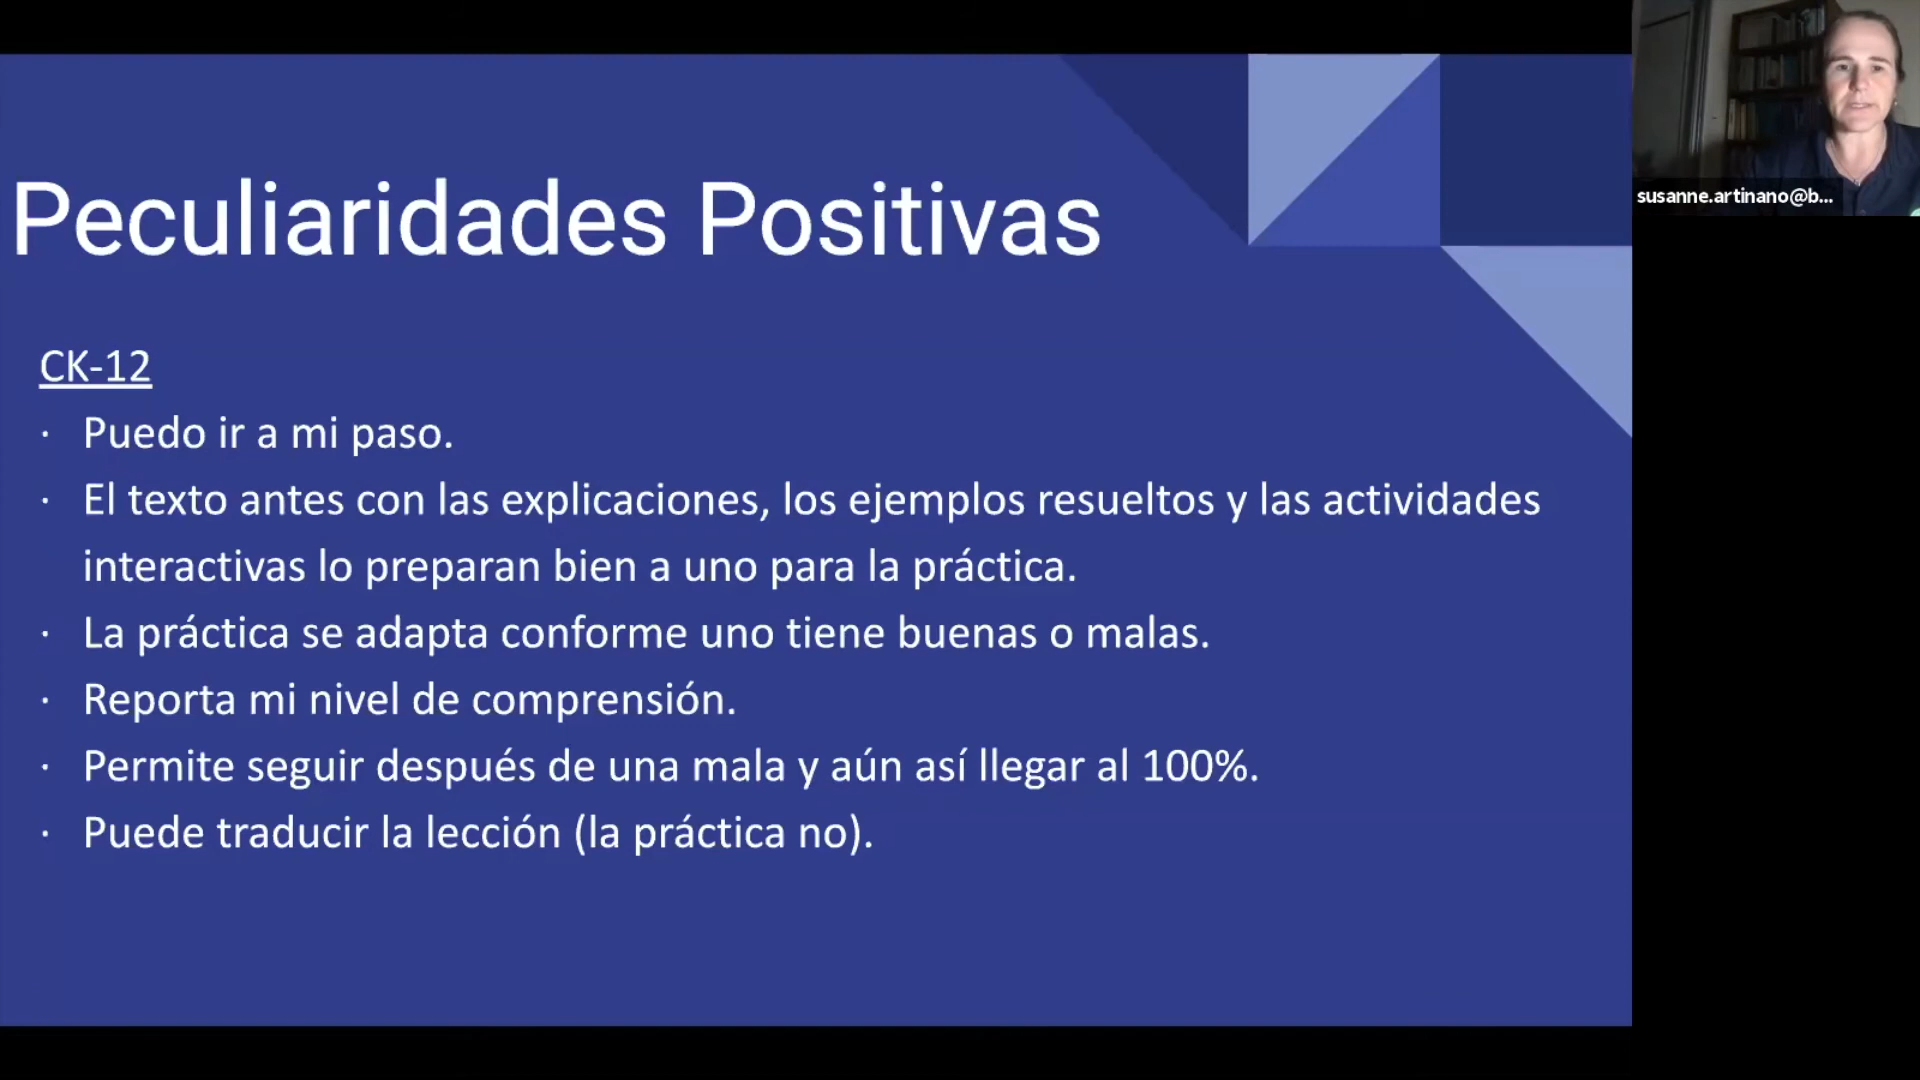 Peculiaridades Positivas
CK-12
· Puedo ir a mi paso.
· El texto antes con las explicaciones, los ejemplos resueltos y las actividades
interactivas lo preparan bien a uno para la práctica.
· La práctica se adapta conforme uno tiene buenas o malas.
· Reporta mi nivel de comprensión.
· Permite seguir después de una mala y aún así llegar al 100%.
· Puede traducir la lección (la práctica no).
susanne.artinano@b...